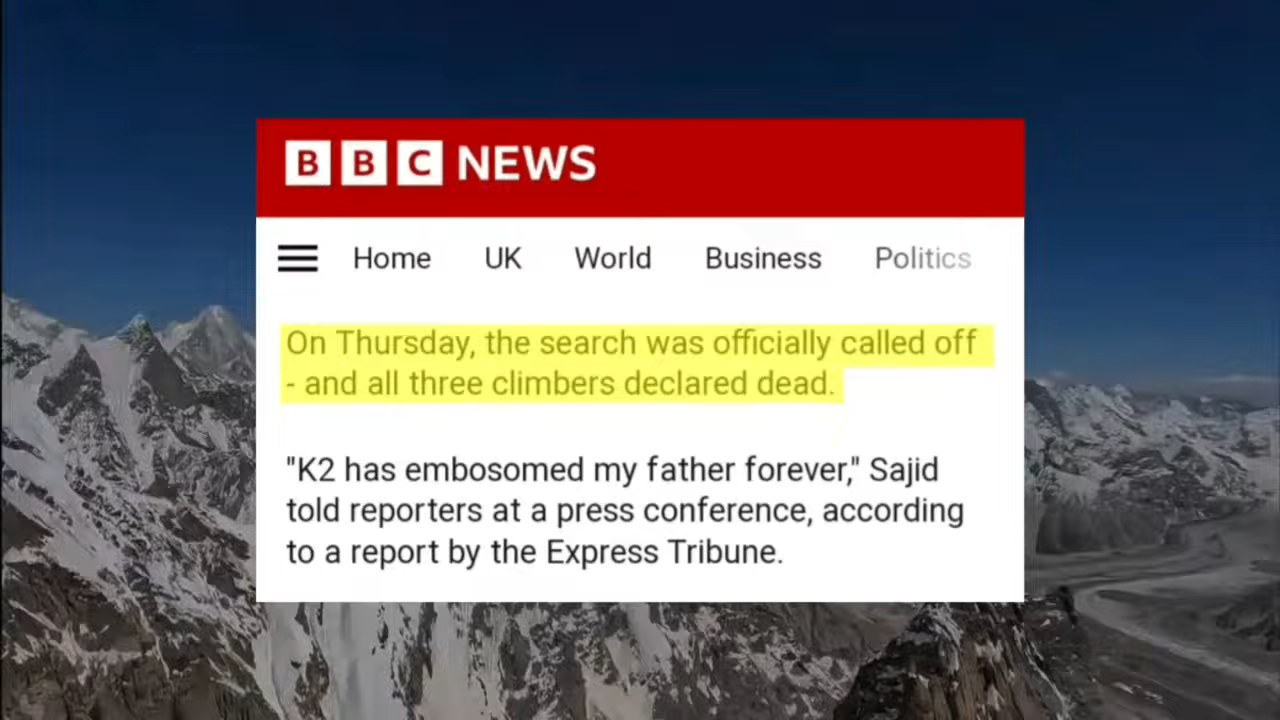 BBC NEWS
Home UK World Business Politics
On Thursday, the search was officially called off
- and all three climbers declared dead.
"K2 has embosomed my father forever," Sajid
told reporters at a press conference, according
to a report by the Express Tribune.